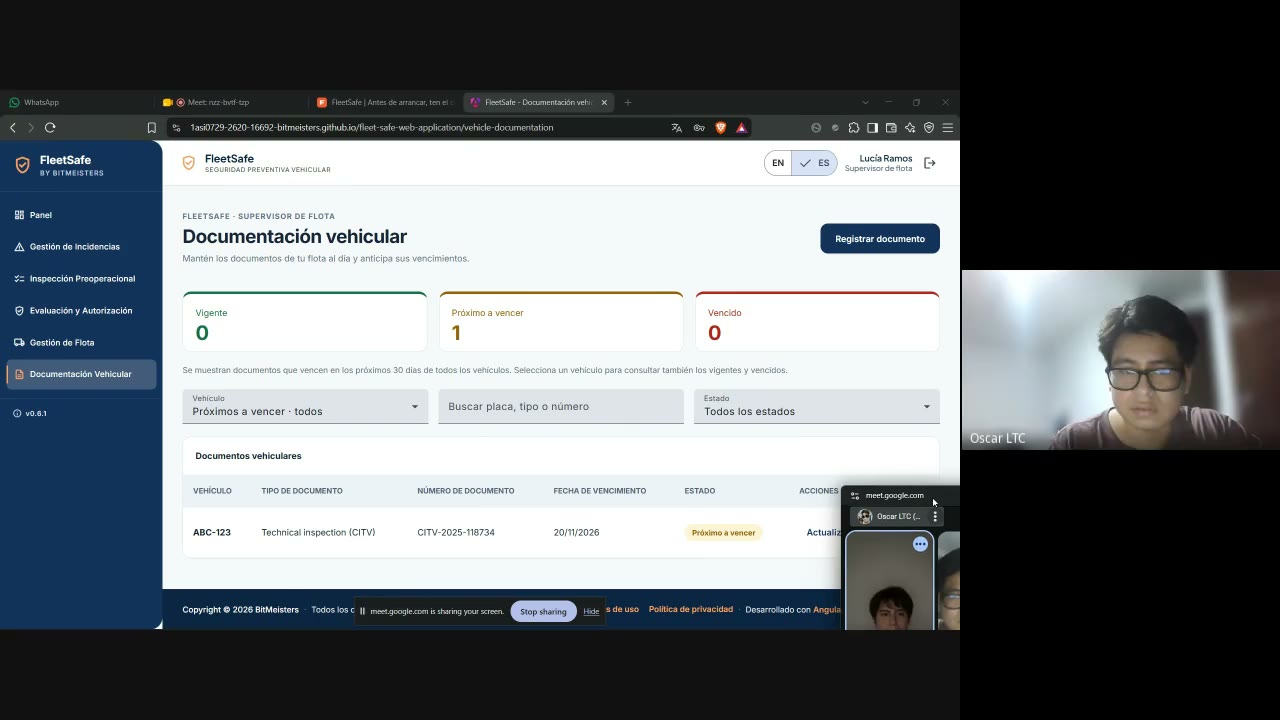 WhatsApp
Meet: nzz-bvtf-tzp
FleetSafe | Antes de arrancar, ten el c
FleetSafe - Documentación vehic
1asi0729-2620-16692-bitmeisters.github.io/fleet-safe-web-application/vehicle-documentation
FleetSafe
BY BITMEISTERS
Panel
Gestión de Incidencias
Inspección Preoperacional
Evaluación y Autorización
Gestión de Flota
Documentación Vehicular
v0.6.1
FleetSafe
SEGURIDAD PREVENTIVA VEHICULAR
EN
ES
Lucía Ramos
Supervisor de flota
FLEETSAFE · SUPERVISOR DE FLOTA
Documentación vehicular
Mantén los documentos de tu flota al día y anticipa sus vencimientos.
Registrar documento
Vigente
0
Próximo a vencer
1
Vencido
0
Se muestran documentos que vencen en los próximos 30 días de todos los vehículos. Selecciona un vehículo para consultar también los vigentes y vencidos.
Vehículo
Próximos a vencer · todos
Buscar placa, tipo o número
Estado
Todos los estados
Documentos vehiculares
VEHÍCULO TIPO DE DOCUMENTO NÚMERO DE DOCUMENTO FECHA DE VENCIMIENTO ESTADO ACCIONES
ABC-123 Technical inspection (CITV) CITV-2025-118734 20/11/2026 Próximo a vencer Actualiz
meet.google.com
Oscar LTC (...
Copyright © 2026 BitMeisters · Todos los d
meet.google.com is sharing your screen.
Stop sharing
Hide
s de uso Política de privacidad · Desarrollado con Angula
Oscar LTC